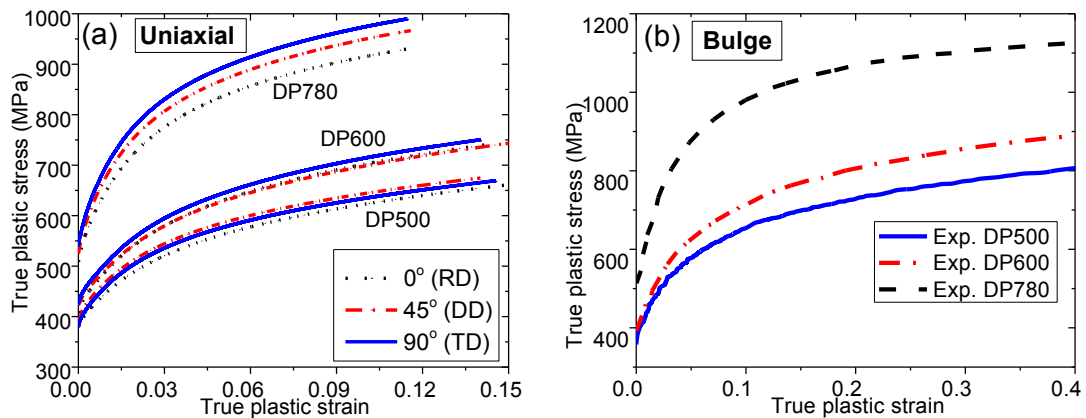 (a) Uniaxial
True plastic stress (MPa)
1000
900
800
700
600
500
400
300
DP780
DP600
DP500
0° (RD)
45° (DD)
90° (TD)
0.00 0.03 0.06 0.09 0.12 0.15
True plastic strain
(b) Bulge
True plastic stress (MPa)
1200
1000
800
600
400
Exp. DP500
Exp. DP600
Exp. DP780
0.0 0.1 0.2 0.3 0.4
True plastic strain